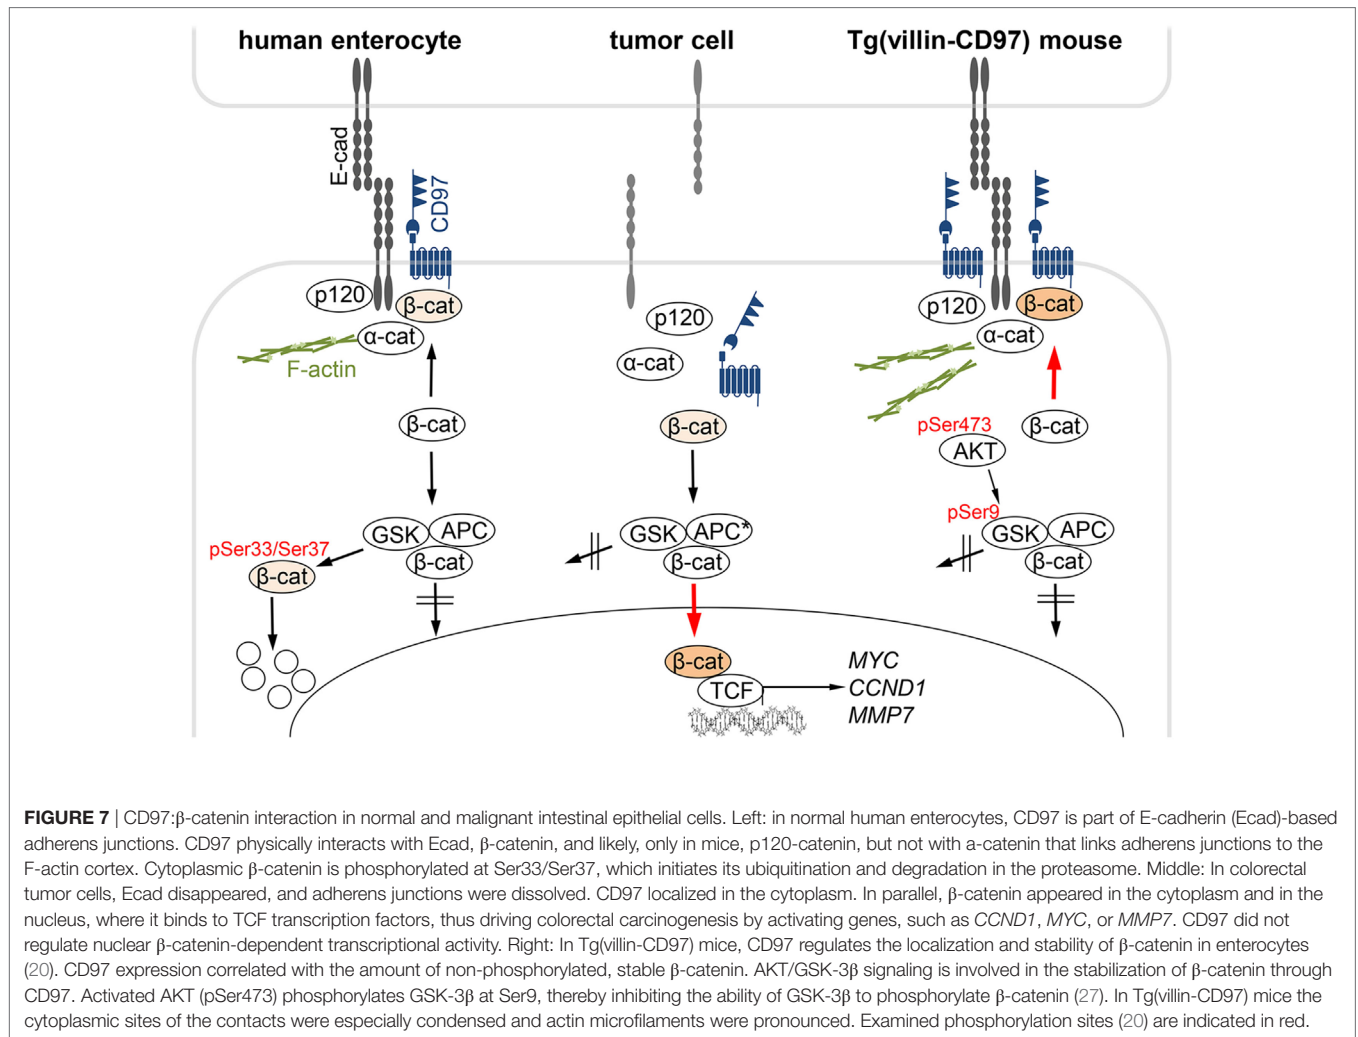 human enterocyte
tumor cell
Tg(villin-CD97) mouse
E-cad
CD97
p120
β-cat
α-cat
F-actin
β-cat
GSK
APC
pSer33/Ser37
β-cat
β-cat
p120
α-cat
β-cat
GSK
APC*
β-cat
β-cat
TCF
MYC
CCND1
MMP7
p120
β-cat
α-cat
pSer473
β-cat
AKT
pSer9
GSK
APC
β-cat
FIGURE 7 | CD97:β-catenin interaction in normal and malignant intestinal epithelial cells. Left: in normal human enterocytes, CD97 is part of E-cadherin (Ecad)-based
adherens junctions. CD97 physically interacts with Ecad, β-catenin, and likely, only in mice, p120-catenin, but not with a-catenin that links adherens junctions to the
F-actin cortex. Cytoplasmic β-catenin is phosphorylated at Ser33/Ser37, which initiates its ubiquitination and degradation in the proteasome. Middle: In colorectal
tumor cells, Ecad disappeared, and adherens junctions were dissolved. CD97 localized in the cytoplasm. In parallel, β-catenin appeared in the cytoplasm and in the
nucleus, where it binds to TCF transcription factors, thus driving colorectal carcinogenesis by activating genes, such as CCND1, MYC, or MMP7. CD97 did not
regulate nuclear β-catenin-dependent transcriptional activity. Right: In Tg(villin-CD97) mice, CD97 regulates the localization and stability of β-catenin in enterocytes
(20). CD97 expression correlated with the amount of non-phosphorylated, stable β-catenin. AKT/GSK-3β signaling is involved in the stabilization of β-catenin through
CD97. Activated AKT (pSer473) phosphorylates GSK-3β at Ser9, thereby inhibiting the ability of GSK-3β to phosphorylate β-catenin (27). In Tg(villin-CD97) mice the
cytoplasmic sites of the contacts were especially condensed and actin microfilaments were pronounced. Examined phosphorylation sites (20) are indicated in red.